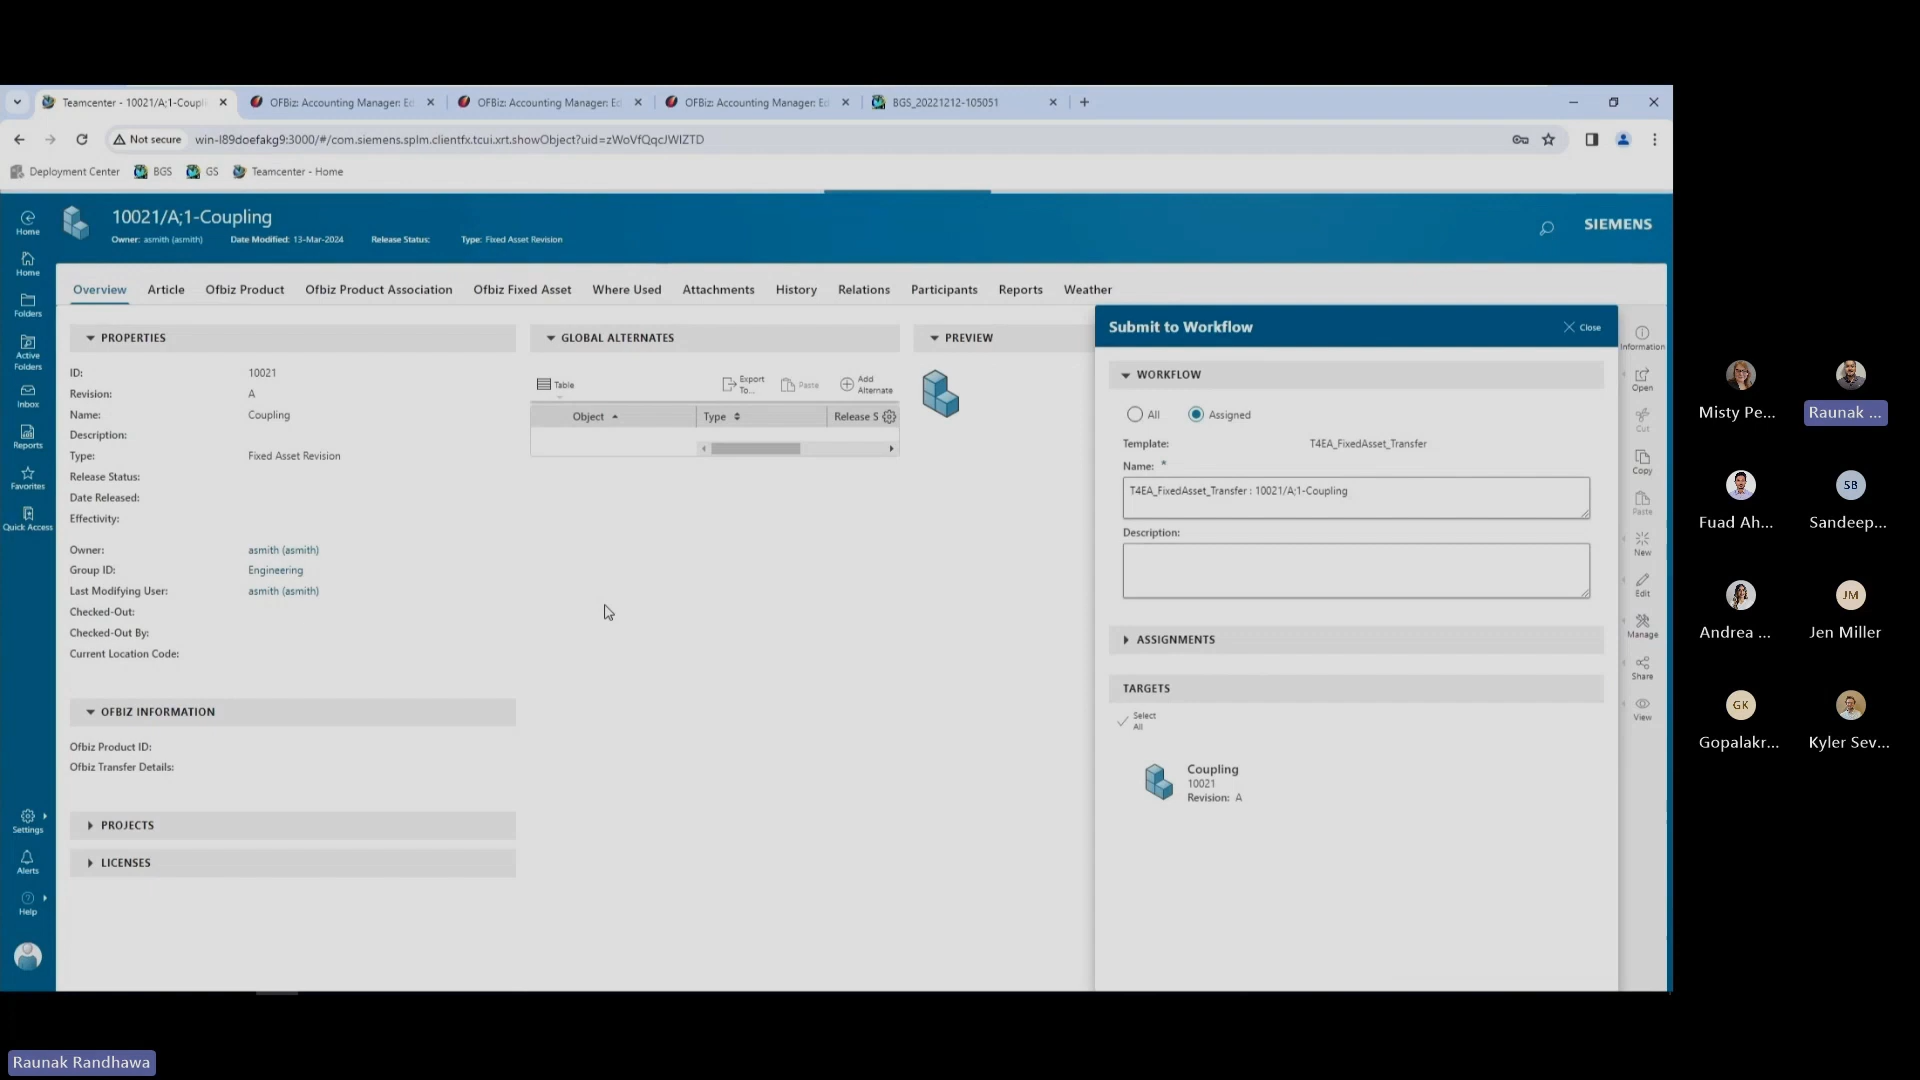 Teamcenter - 10021/A;1-Coupli
OFBiz: Accounting Manager: Ed
OFBiz: Accounting Manager: Ed
OFBiz: Accounting Manager: Ed
BGS_20221212-105051
Not secure
win-l89doefakg9:3000/#/com.siemens.splm.clientfx.tcui.xrt.showObject?uid=zWoVfQqcJWIZTD
Deployment Center
BGS
GS
Teamcenter - Home
10021/A;1-Coupling
Owner: asmith (asmith)
Date Modified: 13-Mar-2024
Release Status:
Type: Fixed Asset Revision
SIEMENS
Home
Home
Folders
Active
Folders
Inbox
Reports
Favorites
Quick Access
Settings
Alerts
Help
Overview
Article
Ofbiz Product
Ofbiz Product Association
Ofbiz Fixed Asset
Where Used
Attachments
History
Relations
Participants
Reports
Weather
PROPERTIES
ID: 10021
Revision: A
Name: Coupling
Description:
Type: Fixed Asset Revision
Release Status:
Date Released:
Effectivity:
Owner: asmith (asmith)
Group ID: Engineering
Last Modifying User: asmith (asmith)
Checked-Out:
Checked-Out By:
Current Location Code:
OFBIZ INFORMATION
Ofbiz Product ID:
Ofbiz Transfer Details:
PROJECTS
LICENSES
GLOBAL ALTERNATES
Table
Export
To...
Paste
Add
Alternate
Object
Type
Release S
PREVIEW
Submit to Workflow
Close
WORKFLOW
All
Assigned
Template: T4EA_FixedAsset_Transfer
Name: *
T4EA_FixedAsset_Transfer : 10021/A;1-Coupling
Description:
ASSIGNMENTS
TARGETS
Select
All
Coupling
10021
Revision: A
Information
Open
Cut
Copy
Paste
New
Edit
Manage
Share
View
Misty Pe...
Raunak ...
Fuad Ah...
SB
Sandeep...
Andrea ...
JM
Jen Miller
GK
Gopalakr...
Kyler Sev...
Raunak Randhawa